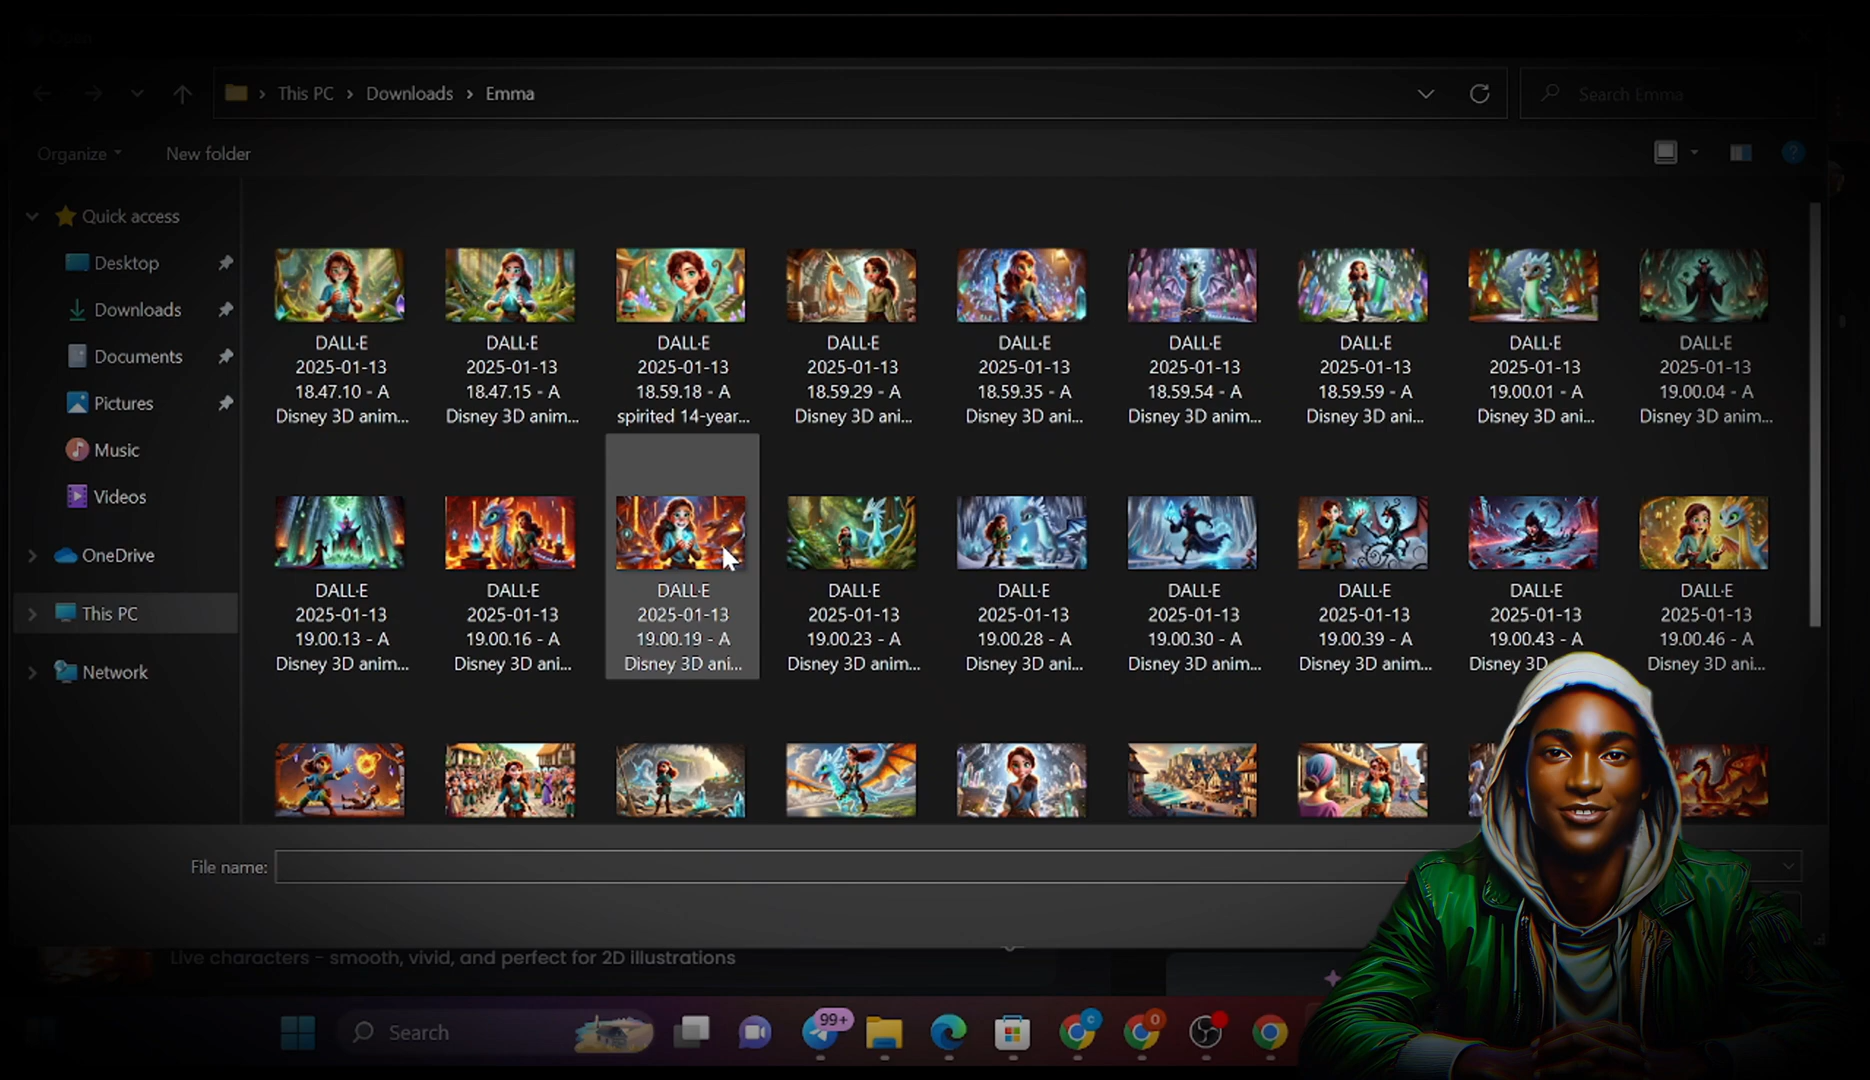 This PC > Downloads > Emma
Search Emma
Organize
New folder
Quick access
Desktop
Downloads
Documents
Pictures
Music
Videos
OneDrive
This PC
Network
DALL·E
2025-01-13
18.47.10 - A
Disney 3D anim...
DALL·E
2025-01-13
18.47.15 - A
Disney 3D anim...
DALL·E
2025-01-13
18.59.18 - A
spirited 14-year...
DALL·E
2025-01-13
18.59.29 - A
Disney 3D ani...
DALL·E
2025-01-13
18.59.35 - A
Disney 3D anim...
DALL·E
2025-01-13
18.59.54 - A
Disney 3D anim...
DALL·E
2025-01-13
18.59.59 - A
Disney 3D ani...
DALL·E
2025-01-13
19.00.01 - A
Disney 3D ani...
DALL·E
2025-01-13
19.00.04 - A
Disney 3D anim...
DALL·E
2025-01-13
19.00.13 - A
Disney 3D anim...
DALL·E
2025-01-13
19.00.16 - A
Disney 3D ani...
DALL·E
2025-01-13
19.00.19 - A
Disney 3D ani...
DALL·E
2025-01-13
19.00.23 - A
Disney 3D anim...
DALL·E
2025-01-13
19.00.28 - A
Disney 3D ani...
DALL·E
2025-01-13
19.00.30 - A
Disney 3D anim...
DALL·E
2025-01-13
19.00.39 - A
Disney 3D anim...
DALL·E
2025-01-13
19.00.43 - A
Disney 3D
DALL·E
2025-01-13
19.00.46 - A
Disney 3D ani...
File name:
Live characters - smooth, vivid, and perfect for 2D illustrations
Search
99+